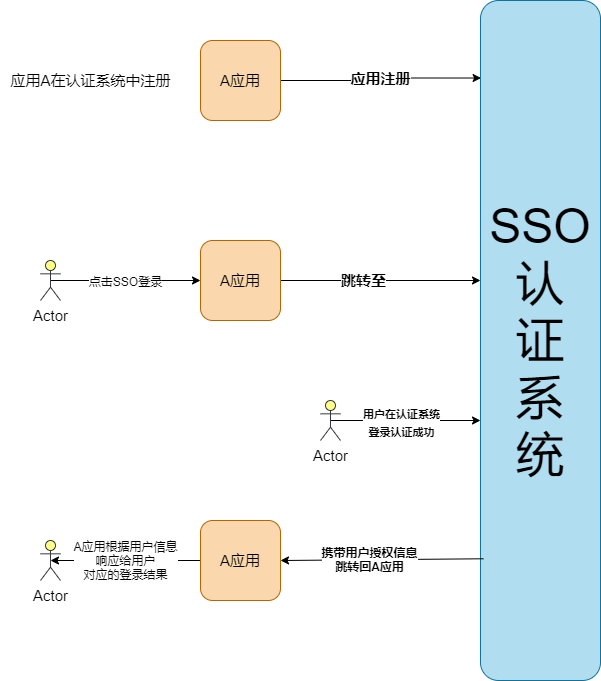 应用A在认证系统中注册
A应用
应用注册
SSO
认
证
系
统
点击SSO登录
Actor
A应用
跳转至
Actor
用户在认证系统
登录认证成功
Actor
A应用根据用户信息
响应给用户
对应的登录结果
A应用
携带用户授权信息
跳转回A应用